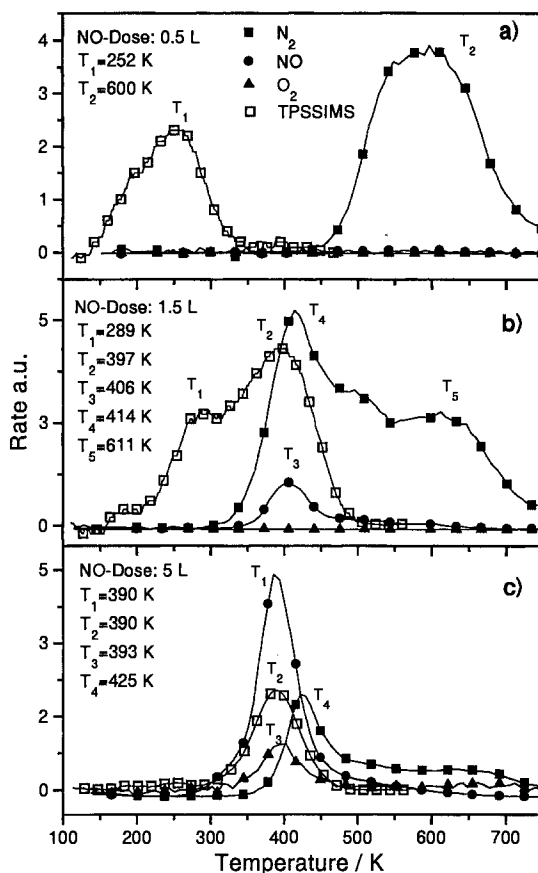 NO-Dose: 0.5 L
T1=252 K
T2=600 K
N2
NO
O2
TPSSIMS
a)
T1
T2
4
3
2
1
0
NO-Dose: 1.5 L
T1=289 K
T2=397 K
T3=406 K
T4=414 K
T5=611 K
b)
T1
T2
T4
T3
T5
5
3
0
Rate a.u.
NO-Dose: 5 L
T1=390 K
T2=390 K
T3=393 K
T4=425 K
c)
T1
T2
T3
T4
5
2
2
0
100 200 300 400 500 600 700
Temperature / K